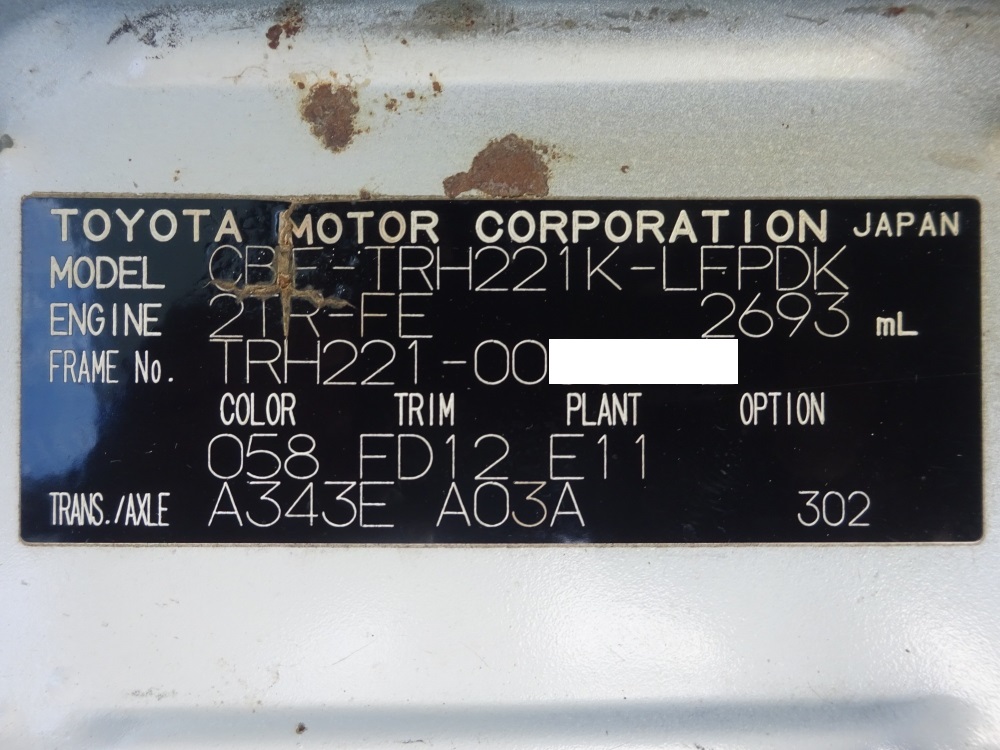 TOYOTA MOTOR CORPORATION JAPAN
MODEL CBF-TRH221K-LFPDK
ENGINE 2TR-FE 2693 mL
FRAME No. TRH221-00
COLOR TRIM PLANT OPTION
058 FD12 E11
TRANS./AXLE A343E A03A 302